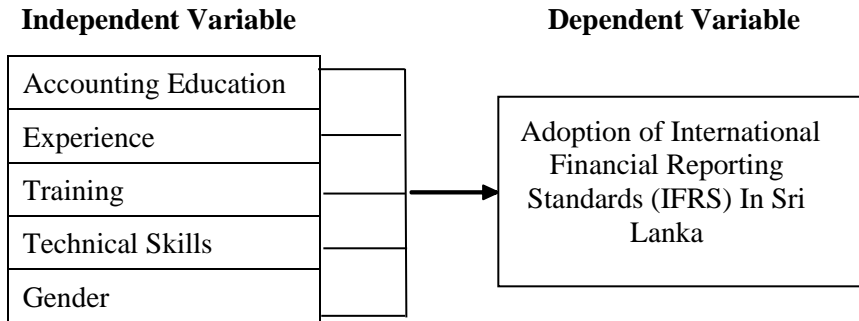 Independent Variable
Dependent Variable
Accounting Education
Experience
Training
Technical Skills
Gender
Adoption of International
Financial Reporting
Standards (IFRS) In Sri
Lanka